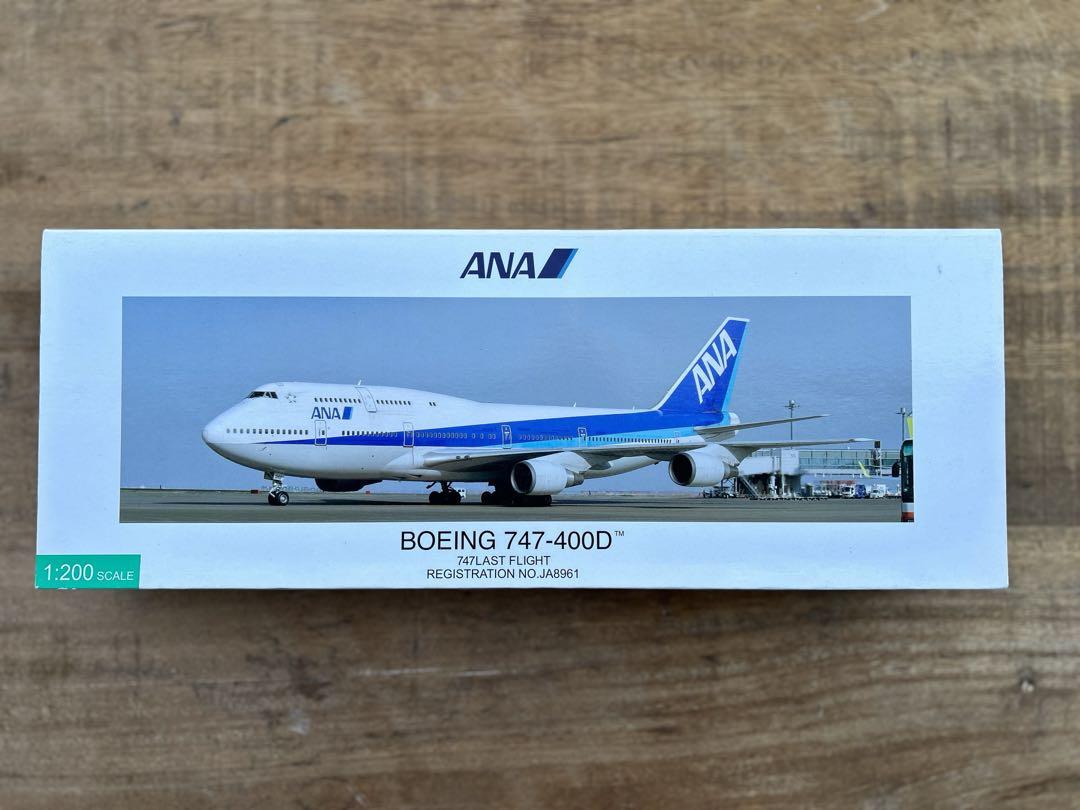 ANA
ANA
ANA
BOEING 747-400D™
747LAST FLIGHT
REGISTRATION NO.JA8961
1:200 SCALE